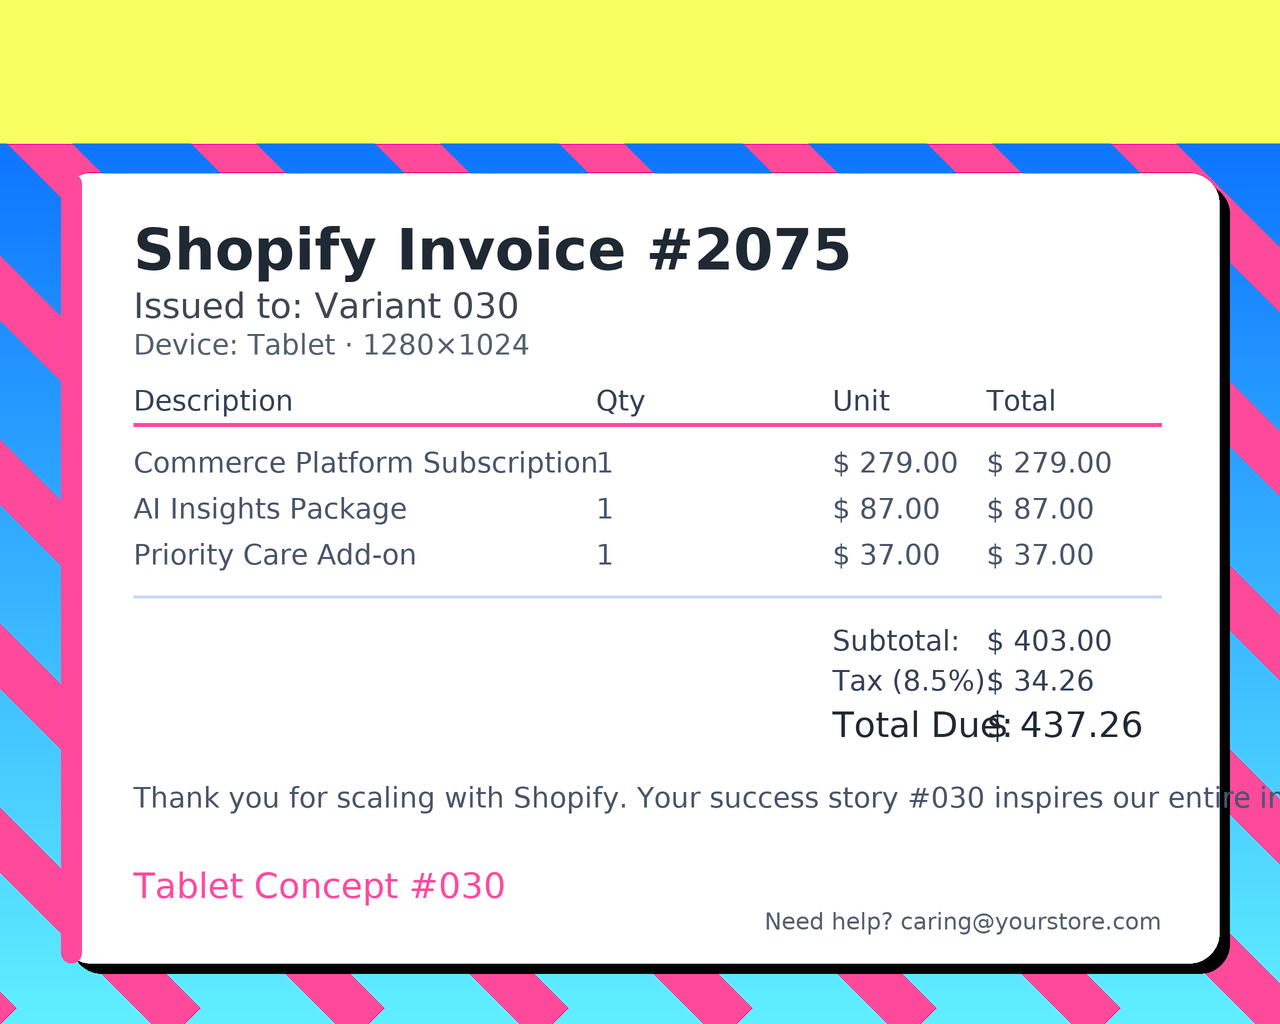 Shopify Invoice #2075
Issued to: Variant 030
Device: Tablet · 1280×1024
Description Qty Unit Total
Commerce Platform Subscription 1 $ 279.00 $ 279.00
AI Insights Package 1 $ 87.00 $ 87.00
Priority Care Add-on 1 $ 37.00 $ 37.00
Subtotal: $ 403.00
Tax (8.5%): $ 34.26
Total Due: $ 437.26
Thank you for scaling with Shopify. Your success story #030 inspires our entire
Tablet Concept #030
Need help? caring@yourstore.com